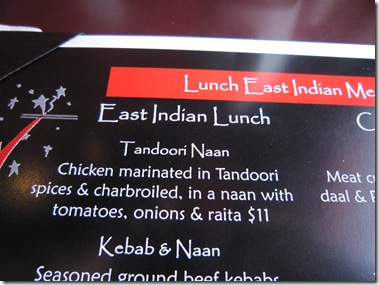 Lunch East Indian Me
East Indian Lunch
C
Tandoori Naan
Chicken marinated in Tandoori
spices & charbroiled, in a naan with
tomatoes, onions & raita $11
Meat cu
daal &
Kebab & Naan
Seasoned ground beef kebabs